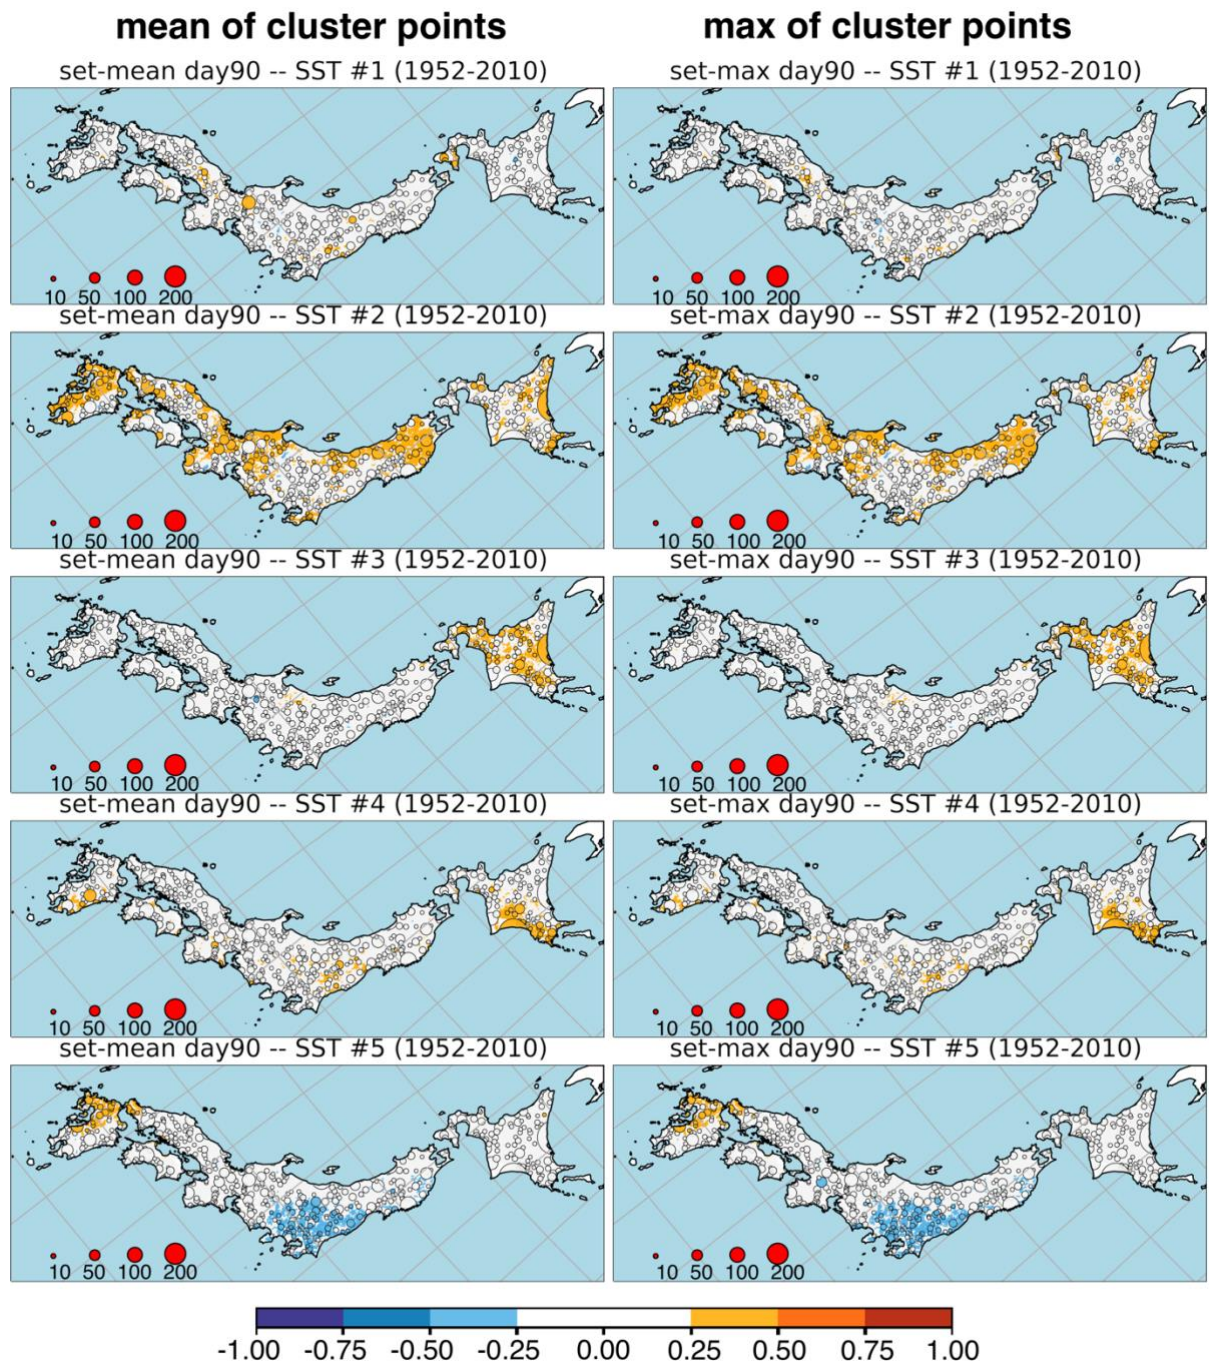 mean of cluster points
max of cluster points
set-mean day90 -- SST #1 (1952-2010)
set-max day90 -- SST #1 (1952-2010)
10 50 100 200
10 50 100 200
set-mean day90 -- SST #2 (1952-2010)
set-max day90 -- SST #2 (1952-2010)
10 50 100 200
10 50 100 200
set-mean day90 -- SST #3 (1952-2010)
set-max day90 -- SST #3 (1952-2010)
10 50 100 200
10 50 100 200
set-mean day90 -- SST #4 (1952-2010)
set-max day90 -- SST #4 (1952-2010)
10 50 100 200
10 50 100 200
set-mean day90 -- SST #5 (1952-2010)
set-max day90 -- SST #5 (1952-2010)
10 50 100 200
10 50 100 200
-1.00 -0.75 -0.50 -0.25 0.00 0.25 0.50 0.75 1.00